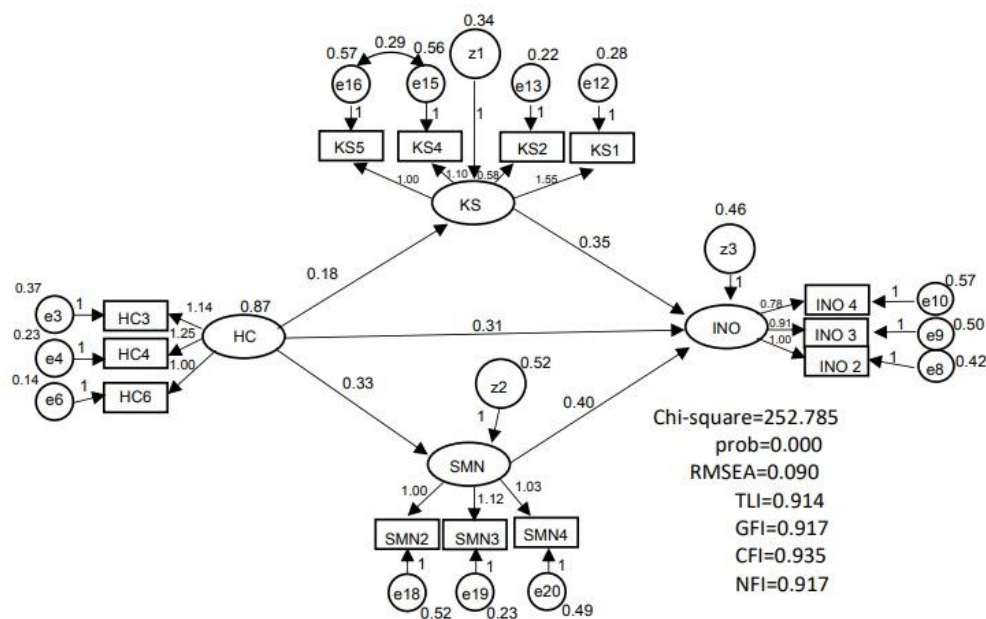 0.34
0.57 0.29 0.56 z1 0.22 0.28
e16 e15 e13 e12
1 1 1 1 1
KS5 KS4 KS2 KS1
1.00 1.10 0.58 1.55
KS
0.46
0.35
z3
0.18
0.37 0.87 1 0.57
e3 1 HC3 1.14 0.78 INO 4 1 e10
0.23 HC 0.31 INO 0.91 INO 3 1 e9 0.50
e4 1 HC4 1.25 1.00 INO 2 1 e8 0.42
0.14 1.00
e6 1 HC6
0.33 z2 0.52 0.40
1
SMN
1.00 1.12 1.03
SMN2 SMN3 SMN4
1 1 1
e18 e19 e20
0.52 0.23 0.49
Chi-square=252.785
prob=0.000
RMSEA=0.090
TLI=0.914
GFI=0.917
CFI=0.935
NFI=0.917